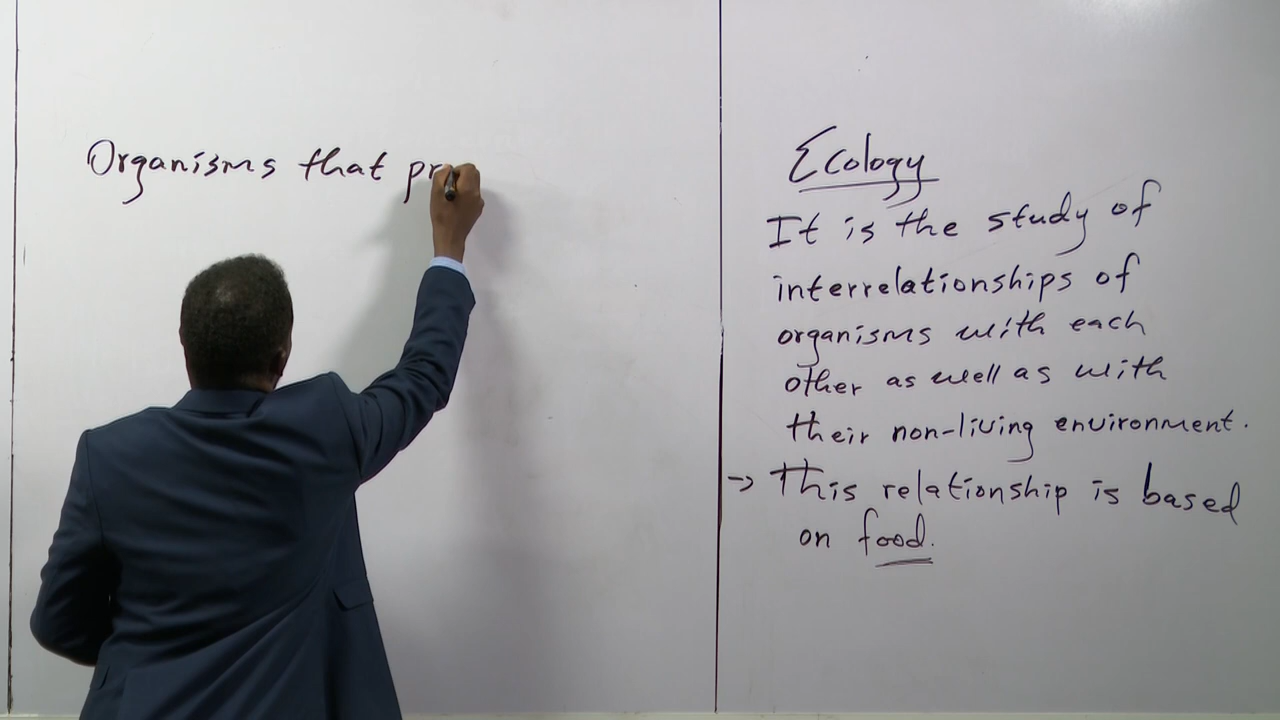 Organisms that pr
Ecology
It is the study of
interrelationships of
organisms with each
other as well as with
their non-living environment.
→ This relationship is based
on food.